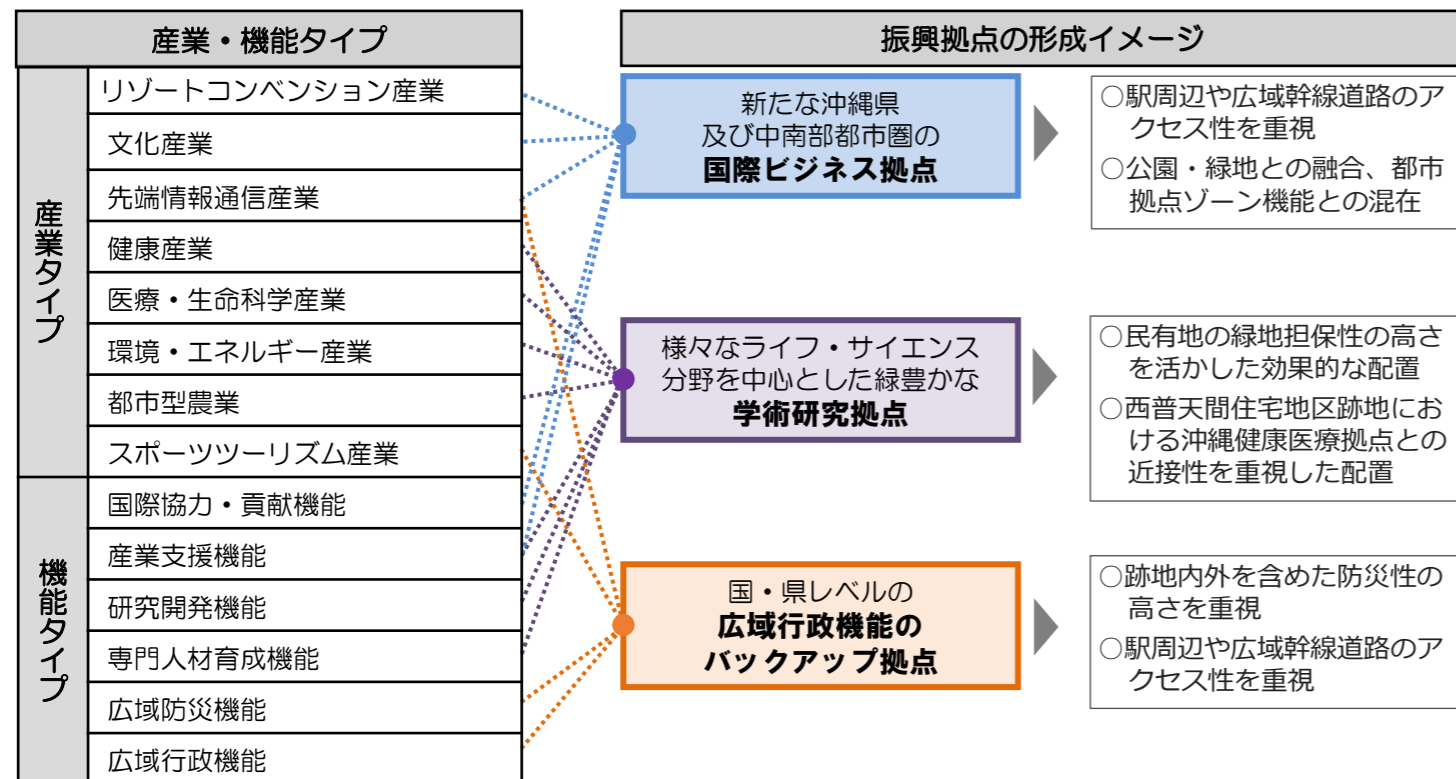 産業・機能タイプ
産業タイプ
リゾートコンベンション産業
文化産業
先端情報通信産業
健康産業
医療・生命科学産業
環境・エネルギー産業
都市型農業
スポーツツーリズム産業
機能タイプ
国際協力・貢献機能
産業支援機能
研究開発機能
専門人材育成機能
広域防災機能
広域行政機能
振興拠点の形成イメージ
新たな沖縄県
及び中南部都市圏の
国際ビジネス拠点
○駅周辺や広域幹線道路のア
クセス性を重視
○公園・緑地との融合、都市
拠点ゾーン機能との混在
様々なライフ・サイエンス
分野を中心とした緑豊かな
学術研究拠点
○民有地の緑地担保性の高さ
を活かした効果的な配置
○西普天間住宅地区跡地にお
ける沖縄健康医療拠点との
近接性を重視した配置
国・県レベルの
広域行政機能の
バックアップ拠点
○跡地内外を含めた防災性の
高さを重視
○駅周辺や広域幹線道路のア
クセス性を重視